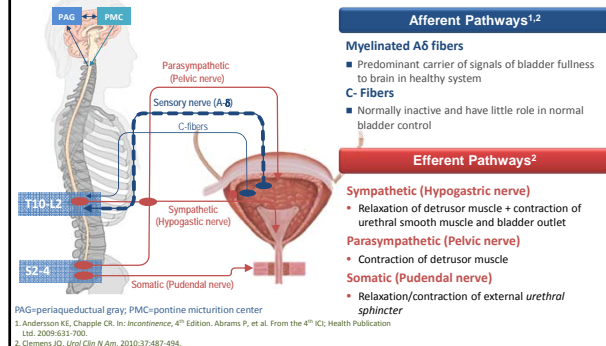 PAG
PMC
Parasympathetic
(Pelvic nerve)
Sensory nerve (A-δ)
C-fibers
T10-L2
Sympathetic
(Hypogastic nerve)
S2-4
Somatic (Pudendal nerve)
PAG=periaqueductal gray; PMC=pontine micturition center
1. Andersson KE, Chapple CR. In: Incontinence, 4th Edition. Abrams P, et al. From the 4th ICI; Health Publication
Ltd. 2009:631-700.
2. Clemens JQ. Urol Clin N Am. 2010;37:487-494.
Afferent Pathways1,2
Myelinated Aδ fibers
■ Predominant carrier of signals of bladder fullness
to brain in healthy system
C- Fibers
■ Normally inactive and have little role in normal
bladder control
Efferent Pathways2
Sympathetic (Hypogastric nerve)
• Relaxation of detrusor muscle + contraction of
urethral smooth muscle and bladder outlet
Parasympathetic (Pelvic nerve)
• Contraction of detrusor muscle
Somatic (Pudendal nerve)
• Relaxation/contraction of external urethral
sphincter